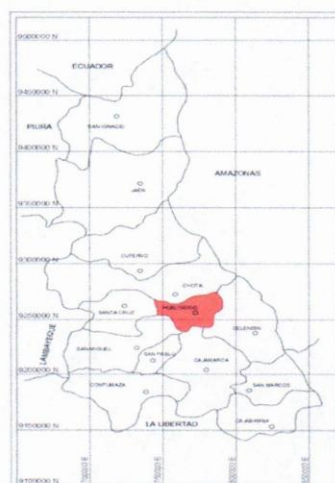 9500000 N
ECUADOR
9450000 N
PIURA
SAN IGNACIO
9400000 N
AMAZONAS
JAEN
9350000 N
CUTERVO
9300000 N
CHOTA
HUALGAYOC
SANTA CRUZ
9250000 N
CELENDIN
LAMBAYEQUE
SAN MIGUEL
SAN PABLO
CAJAMARCA
9200000 N
CONTUMAZA
SAN MARCOS
LA LIBERTAD
CAJABAMBA
9150000 N
9100000 N